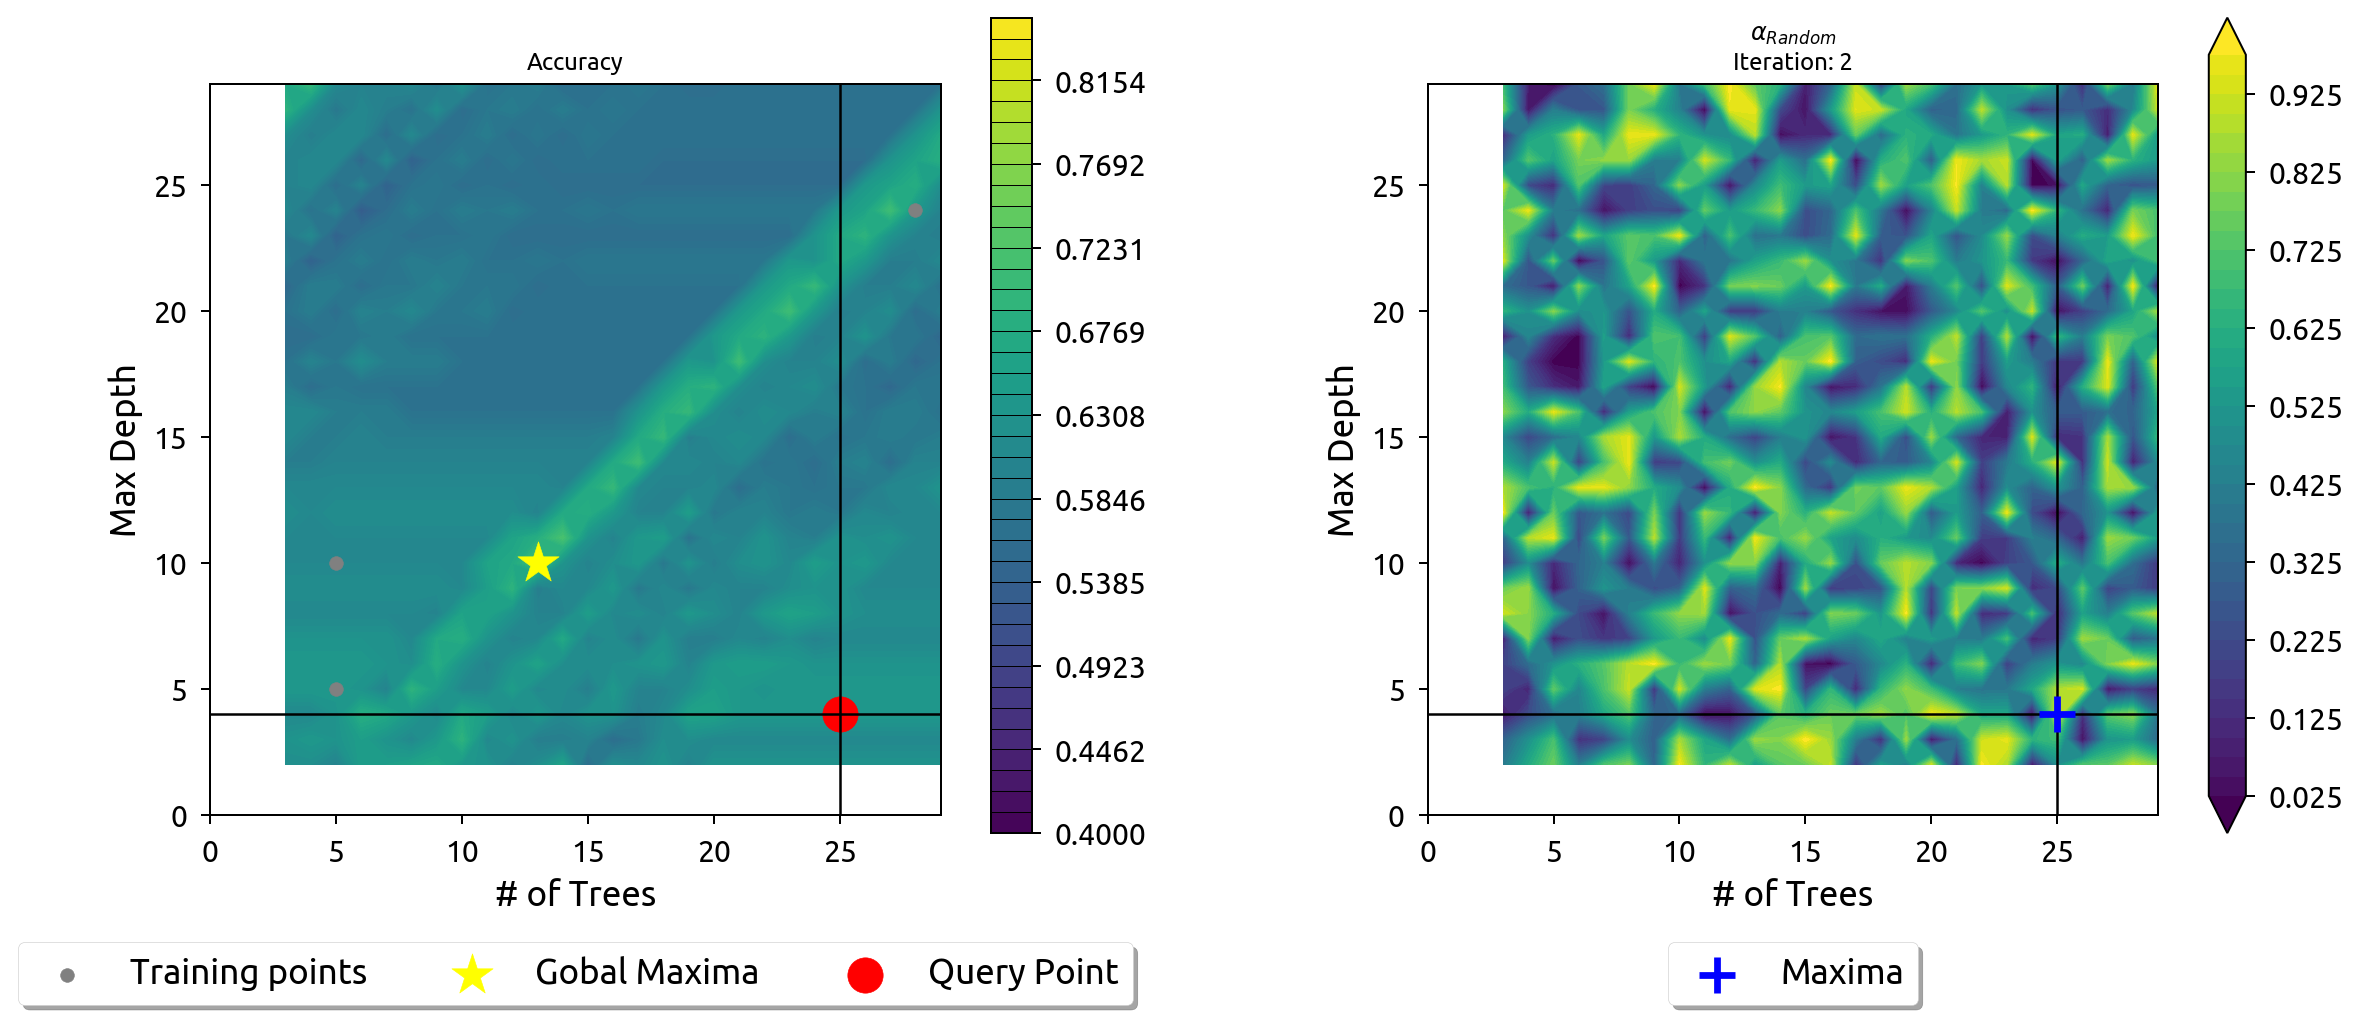 Accuracy
25
20
15
10
5
0
0 5 10 15 20 25
Max Depth
# of Trees
0.8154
0.7692
0.7231
0.6769
0.6308
0.5846
0.5385
0.4923
0.4462
0.4000
Training points Gobal Maxima Query Point
α_Random
Iteration: 2
25
20
15
10
5
0
0 5 10 15 20 25
Max Depth
# of Trees
0.925
0.825
0.725
0.625
0.525
0.425
0.325
0.225
0.125
0.025
Maxima